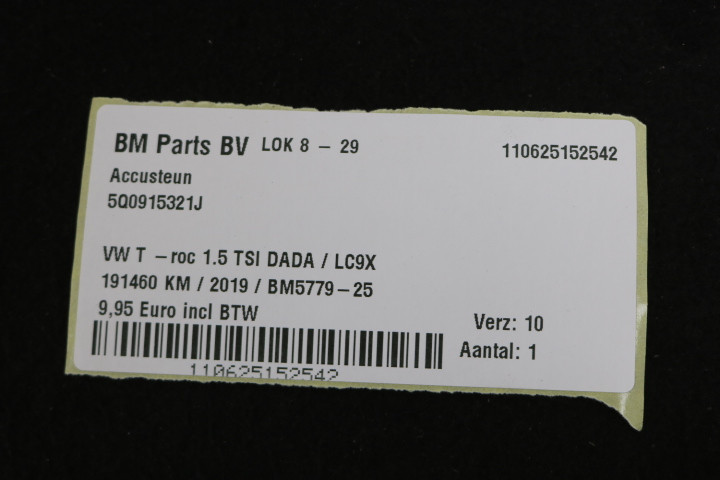 BM Parts BV LOK 8 - 29 110625152542
Accusteun
5Q0915321J
VW T -roc 1.5 TSI DADA / LC9X
191460 KM / 2019 / BM5779-25
9,95 Euro incl BTW
Verz: 10
Aantal: 1
110625152542